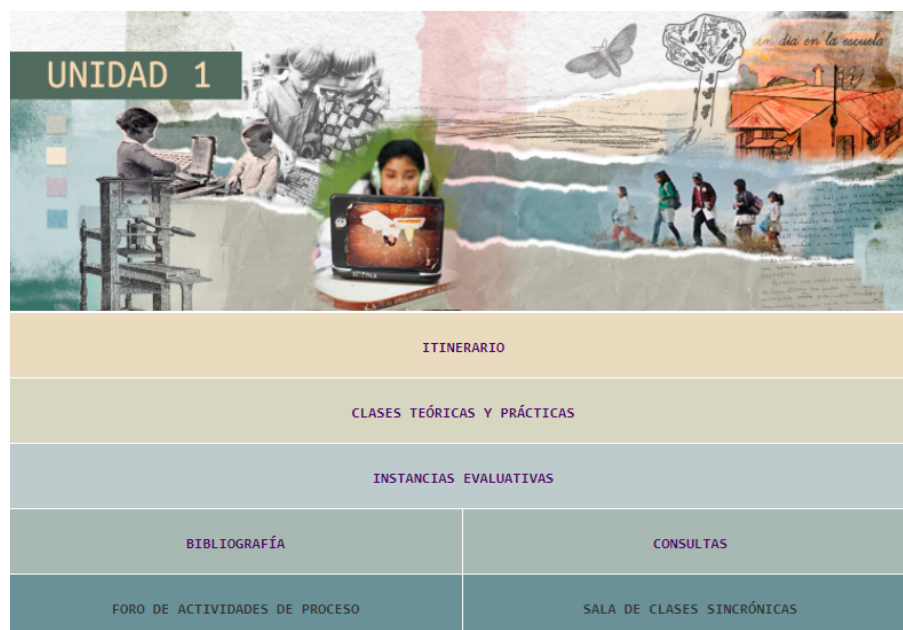 un día en la escuela
UNIDAD 1
ITINERARIO
CLASES TEÓRICAS Y PRÁCTICAS
INSTANCIAS EVALUATIVAS
BIBLIOGRAFÍA
CONSULTAS
FORO DE ACTIVIDADES DE PROCESO
SALA DE CLASES SINCRÓNICAS